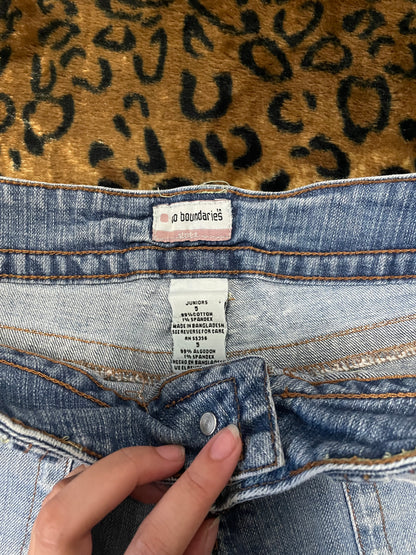 no boundaries
JUNIORS
5
99% COTTON
1% SPANDEX
MADE IN BANGLADESH
SEE REVERSE FOR CARE
RN 55356
5
99% ALGODON
1% SPANDEX
HECHO EN BANGLADESH